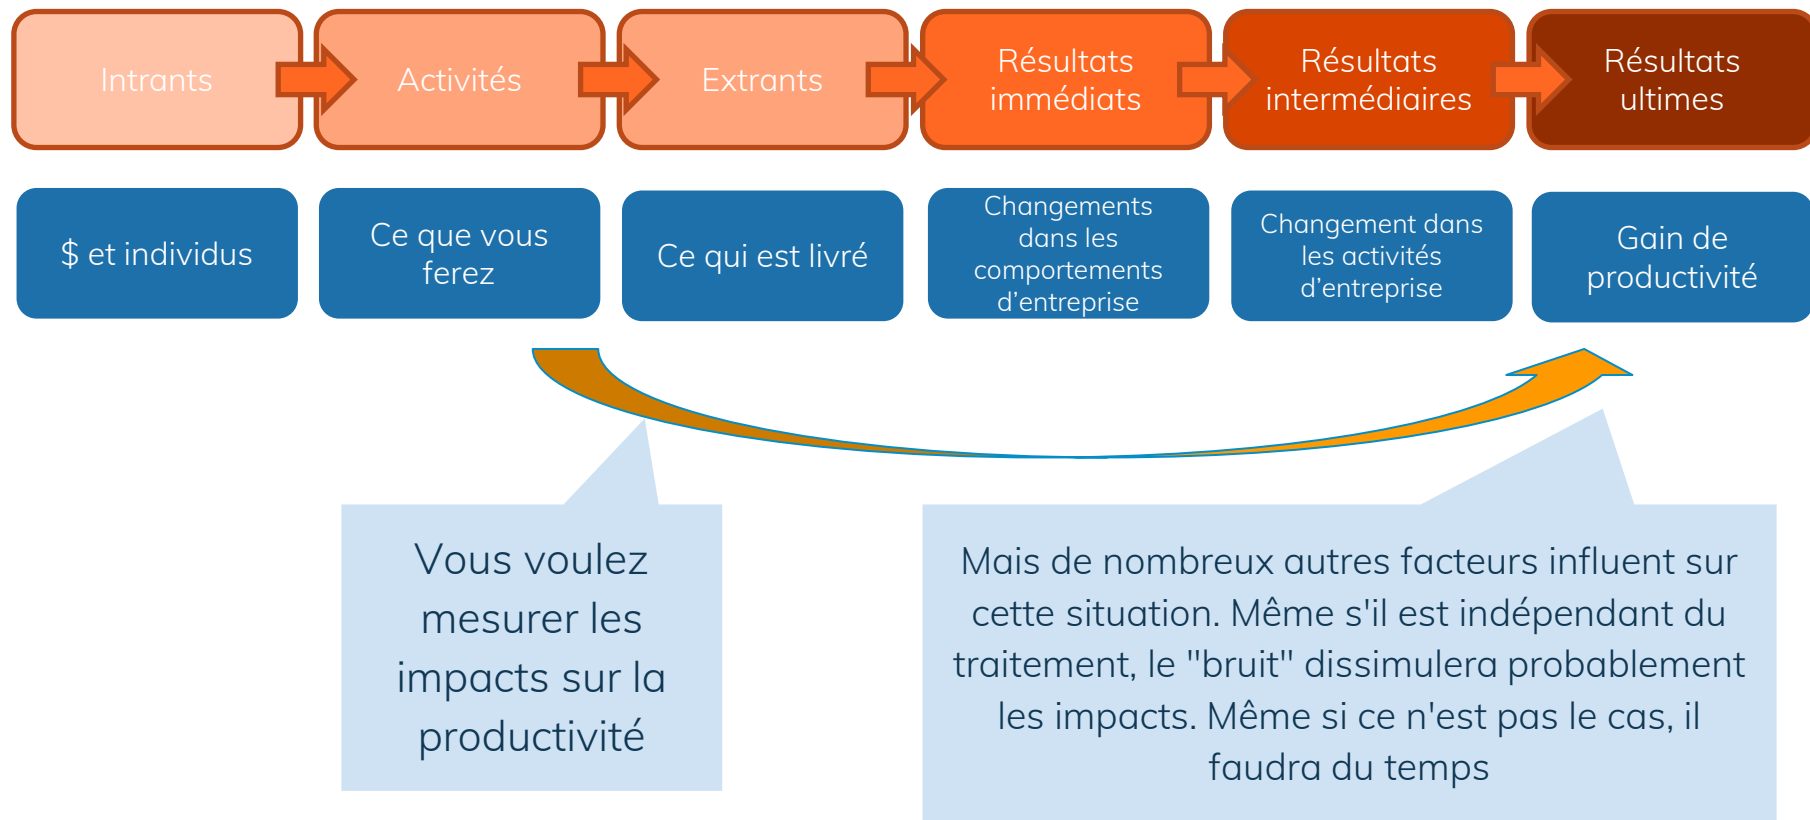 Intrants
Activités
Extrants
Résultats
immédiats
Résultats
intermédiaires
Résultats
ultimes
$ et individus
Ce que vous
ferez
Ce qui est livré
Changements
dans les
comportements
d’entreprise
Changement dans
les activités
d’entreprise
Gain de
productivité
Vous voulez
mesurer les
impacts sur la
productivité
Mais de nombreux autres facteurs influent sur
cette situation. Même s'il est indépendant du
traitement, le "bruit" dissimulera probablement
les impacts. Même si ce n'est pas le cas, il
faudra du temps